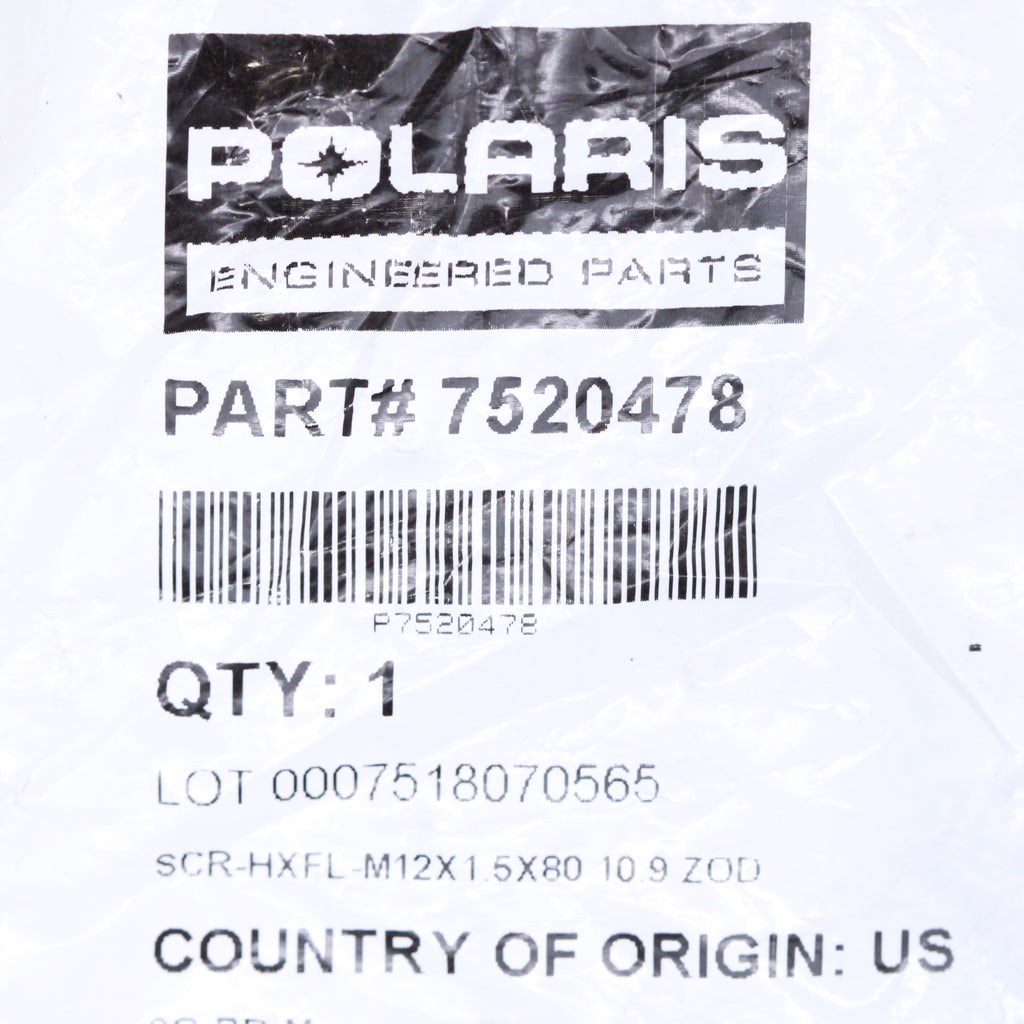 POLARIS
ENGINEERED PARTS
PART# 7520478
P7520478
QTY: 1
LOT 0007518070565
SCR-HXFL-M12X1.5X80 10.9 ZOD
COUNTRY OF ORIGIN: US